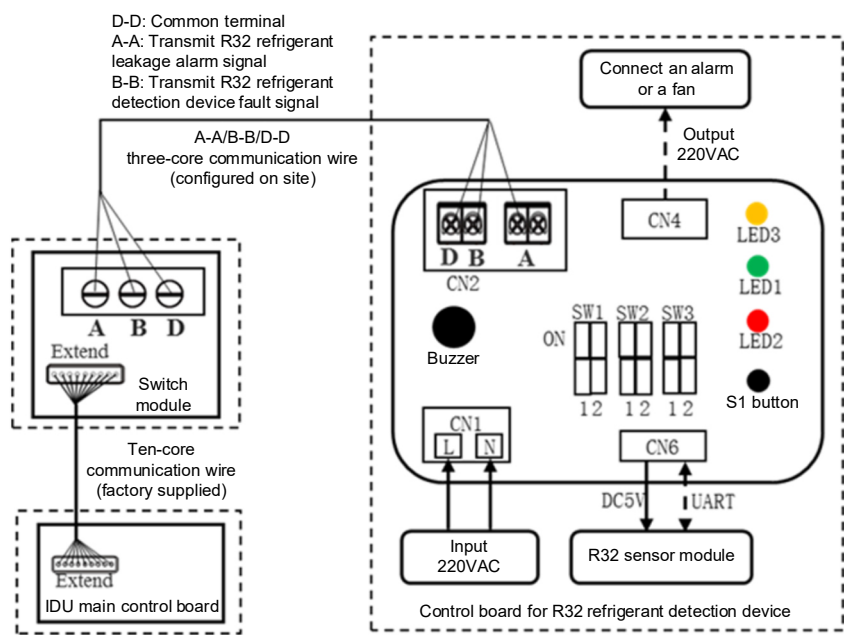 D-D: Common terminal
A-A: Transmit R32 refrigerant
leakage alarm signal
B-B: Transmit R32 refrigerant
detection device fault signal
A-A/B-B/D-D
three-core communication wire
(configured on site)
Connect an alarm
or a fan
Output
220VAC
CN4
LED3
D B A
CN2
LED1
SW1 SW2 SW3
ON
LED2
Buzzer
1 2 1 2 1 2
S1 button
A B D
Extend
Switch
module
CN1
L N
CN6
Ten-core
communication wire
(factory supplied)
DC5V
UART
Input
220VAC
R32 sensor module
Extend
IDU main control board
Control board for R32 refrigerant detection device